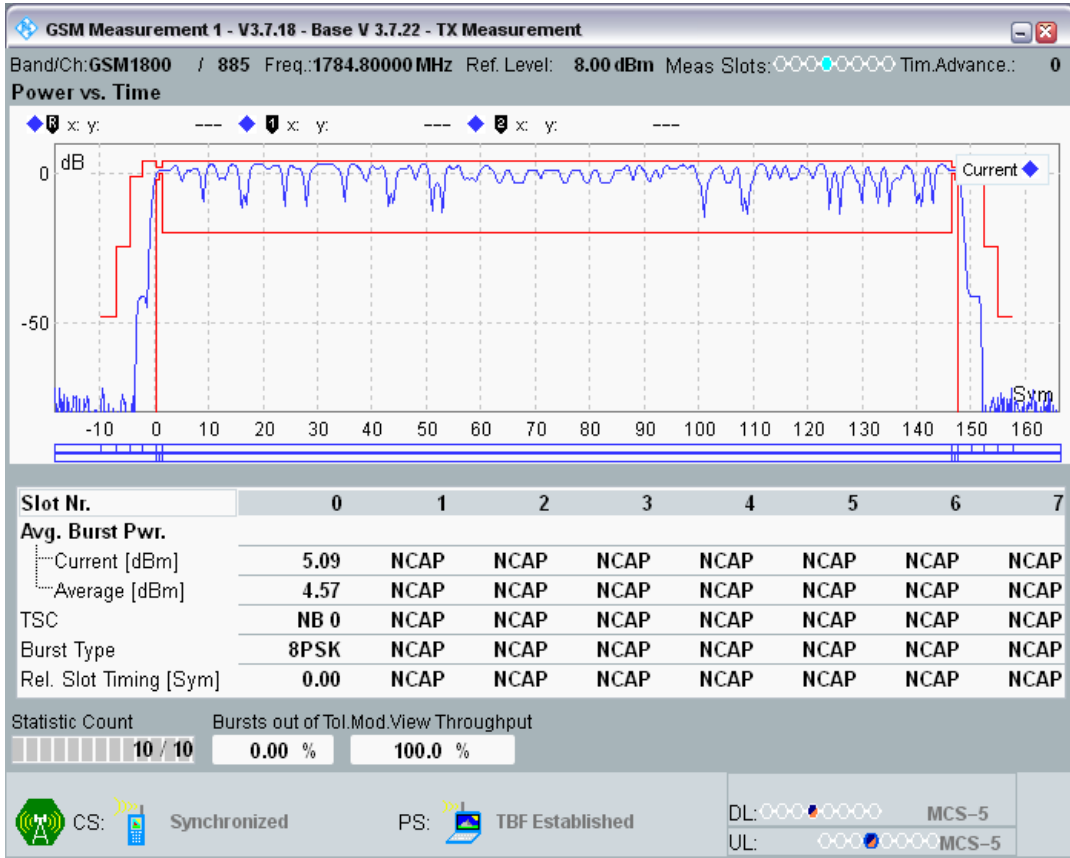 GSM Measurement 1 - V3.7.18 - Base V 3.7.22 - TX Measurement
Band/Ch:GSM1800 / 885 Freq.:1784.80000 MHz Ref. Level: 8.00 dBm Meas Slots: Tim.Advance.: 0
Power vs. Time
R x: y: --- 1 x: y: --- 2 x: y: ---
dB
0
Current
-50
Sym
-10 0 10 20 30 40 50 60 70 80 90 100 110 120 130 140 150 160
Slot Nr. 0 1 2 3 4 5 6 7
Avg. Burst Pwr.
Current [dBm] 5.09 NCAP NCAP NCAP NCAP NCAP NCAP NCAP
Average [dBm] 4.57 NCAP NCAP NCAP NCAP NCAP NCAP NCAP
TSC NB 0 NCAP NCAP NCAP NCAP NCAP NCAP NCAP
Burst Type 8PSK NCAP NCAP NCAP NCAP NCAP NCAP NCAP
Rel. Slot Timing [Sym] 0.00 NCAP NCAP NCAP NCAP NCAP NCAP NCAP
Statistic Count Bursts out of Tol.Mod.View Throughput
10 / 10 0.00 % 100.0 %
CS: Synchronized PS: TBF Established
DL: MCS-5
UL: MCS-5